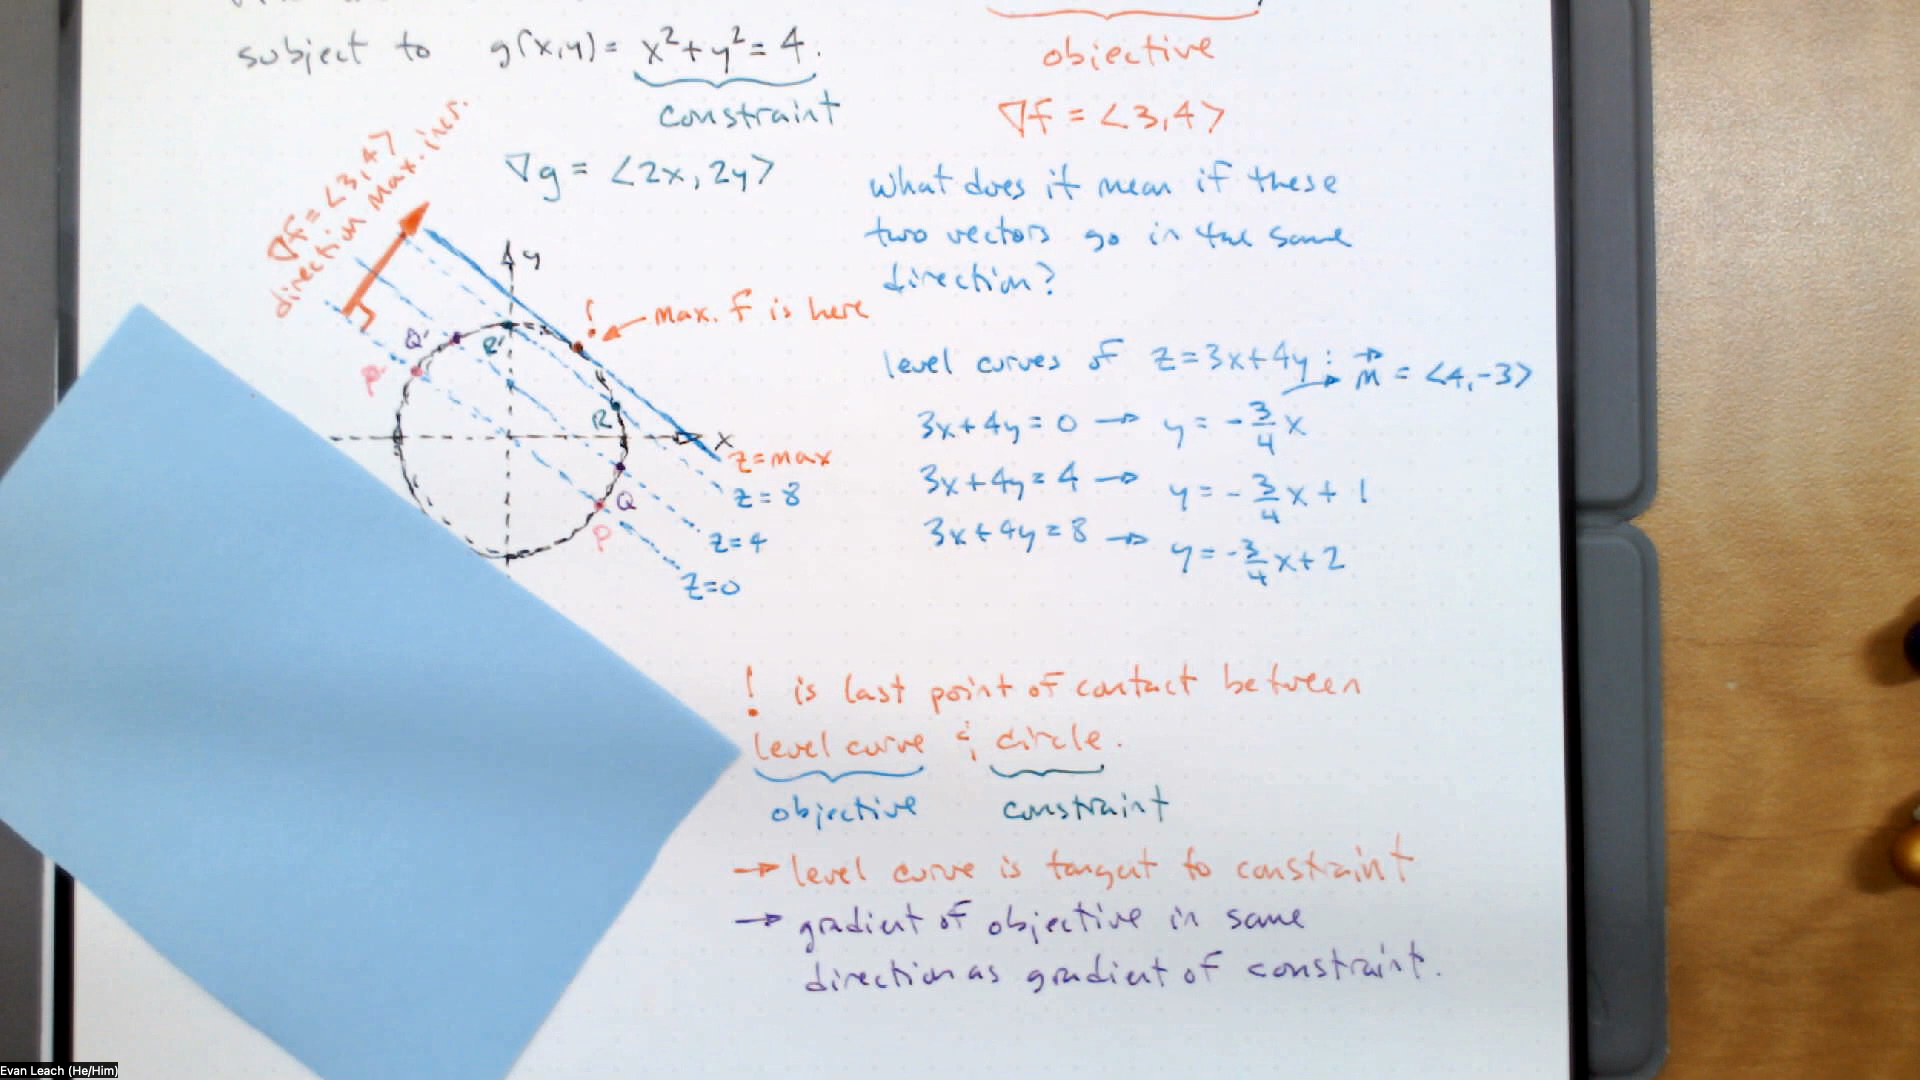 subject to g(x,y) = x²+y² = 4.
constraint
∇g = <2x, 2y>
objective
∇f = <3,4>
What does it mean if these
two vectors go in the same
direction?
∇f = <3,4>
direction max. incr.
y
x
! ← max. f is here
Q'
R'
P'
R
Q
P
z=max
z=8
z=4
z=0
level curves of z=3x+4y : → m⃗ = <4,-3>
3x+4y = 0 → y = -3/4 x
3x+4y = 4 → y = -3/4 x + 1
3x+4y = 8 → y = -3/4 x + 2
! is last point of contact between
level curve & circle.
objective constraint
→ level curve is tangent to constraint
→ gradient of objective in same
direction as gradient of constraint.
Evan Leach (He/Him)